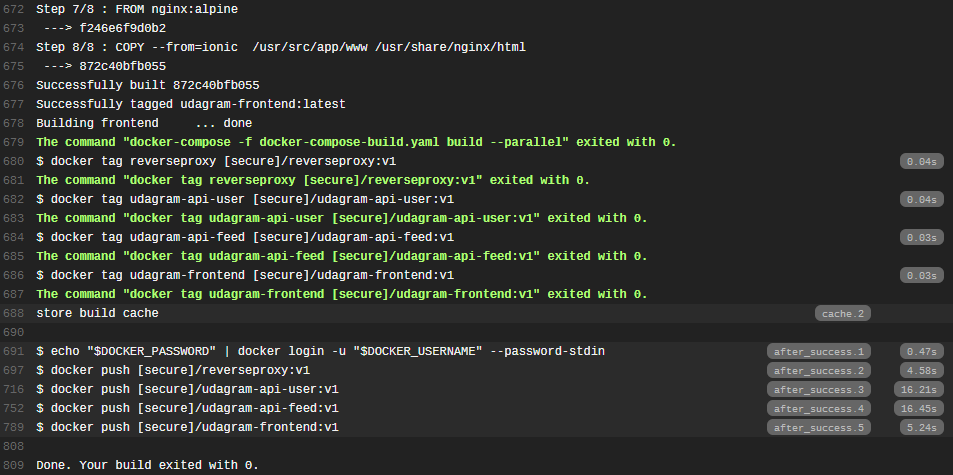 672 Step 7/8 : FROM nginx:alpine
673  ---> f246e6f9d0b2
674 Step 8/8 : COPY --from=ionic  /usr/src/app/www /usr/share/nginx/html
675  ---> 872c40bfb055
676 Successfully built 872c40bfb055
677 Successfully tagged udagram-frontend:latest
678 Building frontend     ... done
679 The command "docker-compose -f docker-compose-build.yaml build --parallel" exited with 0.
680 $ docker tag reverseproxy [secure]/reverseproxy:v1 0.04s
681 The command "docker tag reverseproxy [secure]/reverseproxy:v1" exited with 0.
682 $ docker tag udagram-api-user [secure]/udagram-api-user:v1 0.04s
683 The command "docker tag udagram-api-user [secure]/udagram-api-user:v1" exited with 0.
684 $ docker tag udagram-api-feed [secure]/udagram-api-feed:v1 0.03s
685 The command "docker tag udagram-api-feed [secure]/udagram-api-feed:v1" exited with 0.
686 $ docker tag udagram-frontend [secure]/udagram-frontend:v1 0.03s
687 The command "docker tag udagram-frontend [secure]/udagram-frontend:v1" exited with 0.
688 store build cache cache.2
690
691 $ echo "$DOCKER_PASSWORD" | docker login -u "$DOCKER_USERNAME" --password-stdin after_success.1 0.47s
697 $ docker push [secure]/reverseproxy:v1 after_success.2 4.58s
716 $ docker push [secure]/udagram-api-user:v1 after_success.3 16.21s
752 $ docker push [secure]/udagram-api-feed:v1 after_success.4 16.45s
789 $ docker push [secure]/udagram-frontend:v1 after_success.5 5.24s
808
809 Done. Your build exited with 0.